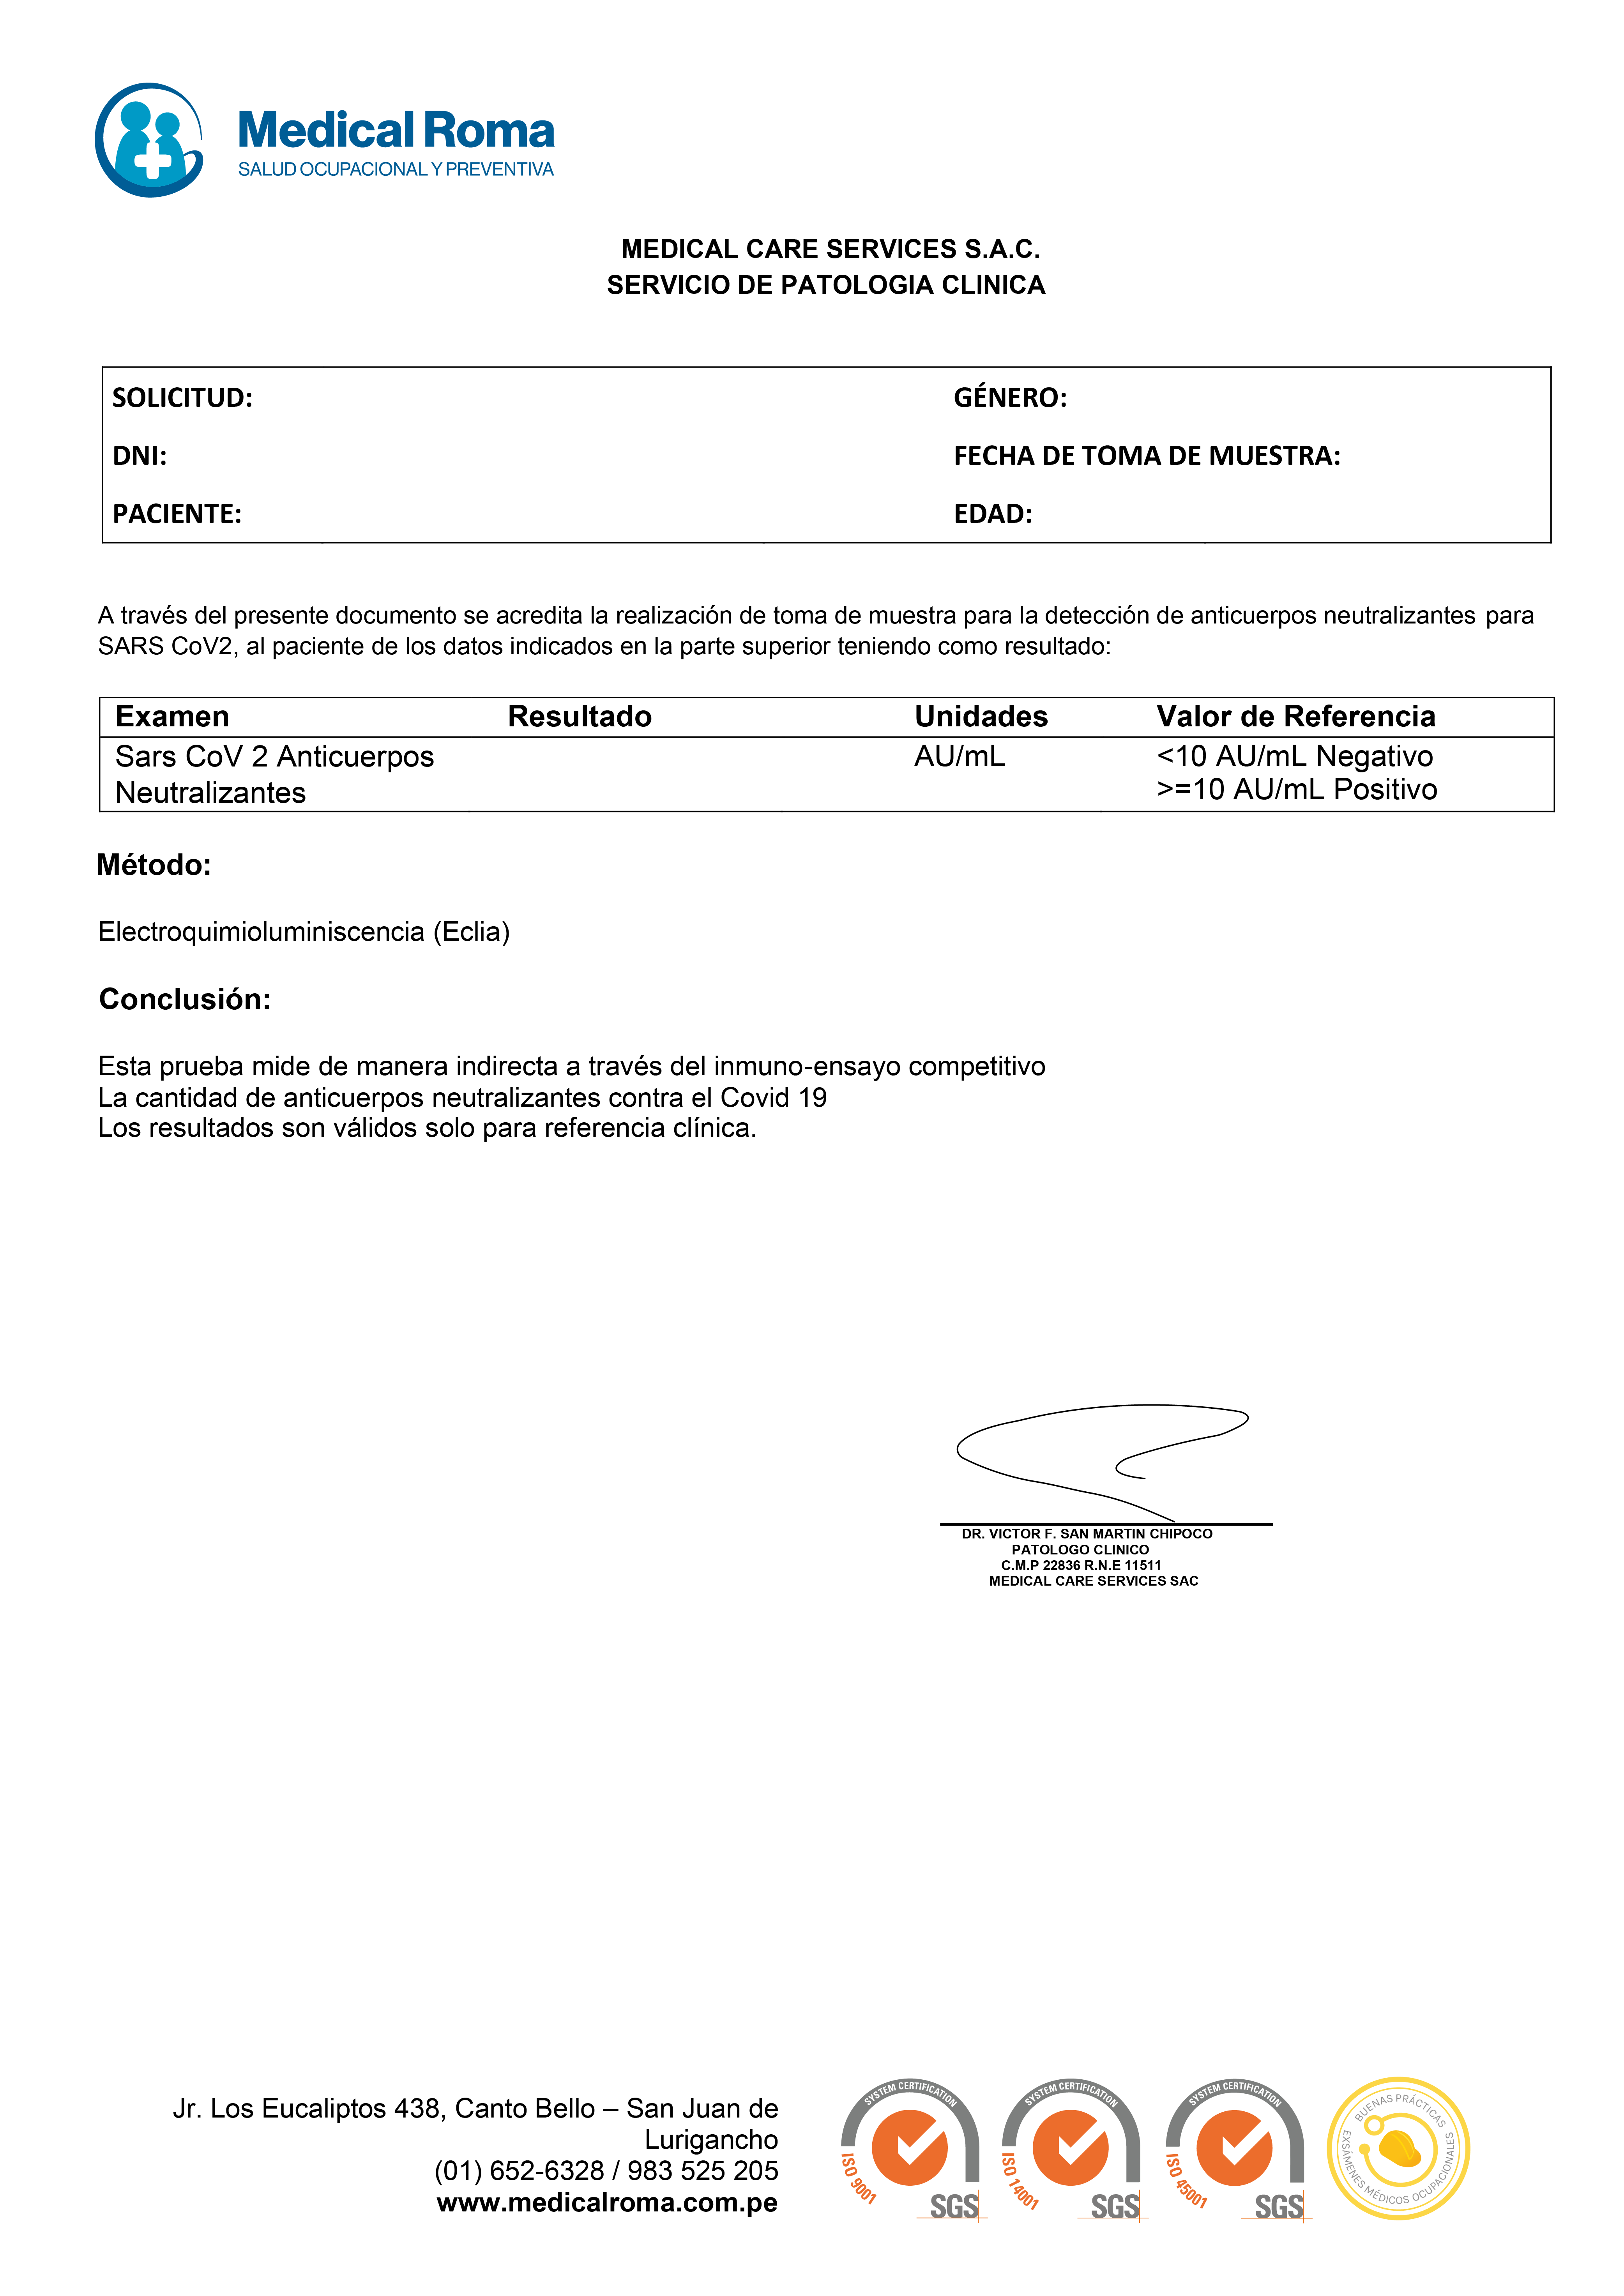 Medical Roma
SALUD OCUPACIONAL Y PREVENTIVA
MEDICAL CARE SERVICES S.A.C.
SERVICIO DE PATOLOGIA CLINICA
SOLICITUD: GÉNERO:
DNI: FECHA DE TOMA DE MUESTRA:
PACIENTE: EDAD:
A través del presente documento se acredita la realización de toma de muestra para la detección de anticuerpos neutralizantes para
SARS CoV2, al paciente de los datos indicados en la parte superior teniendo como resultado:
Examen Resultado Unidades Valor de Referencia
Sars CoV 2 Anticuerpos AU/mL <10 AU/mL Negativo
Neutralizantes >=10 AU/mL Positivo
Método:
Electroquimioluminiscencia (Eclia)
Conclusión:
Esta prueba mide de manera indirecta a través del inmuno-ensayo competitivo
La cantidad de anticuerpos neutralizantes contra el Covid 19
Los resultados son válidos solo para referencia clínica.
DR. VICTOR F. SAN MARTIN CHIPOCO
PATOLOGO CLINICO
C.M.P 22836 R.N.E 11511
MEDICAL CARE SERVICES SAC
Jr. Los Eucaliptos 438, Canto Bello – San Juan de
Lurigancho
(01) 652-6328 / 983 525 205
www.medicalroma.com.pe
SYSTEM CERTIFICATION
ISO 9001
SGS
SYSTEM CERTIFICATION
ISO 14001
SGS
SYSTEM CERTIFICATION
ISO 45001
SGS
BUENAS PRÁCTICAS
EXSÁMENES MÉDICOS OCUPACIONALES